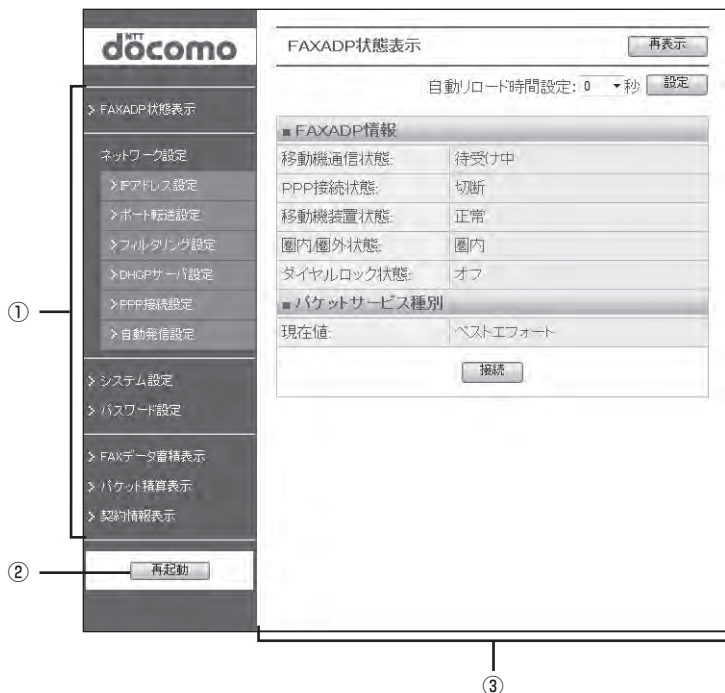 NTT
döcomo
FAXADP状態表示
再表示
自動リロード時間設定: 0 秒 設定
> FAXADP状態表示
ネットワーク設定
>IPアドレス設定
>ポート転送設定
>フィルタリング設定
>DHCPサーバ設定
>PPP接続設定
>自動発信設定
> システム設定
> パスワード設定
> FAXデータ蓄積表示
> パケット積算表示
> 契約情報表示
再起動
■FAXADP情報
移動機通信状態: 待受け中
PPP接続状態: 切断
移動機装置状態: 正常
圏内/圏外状態: 圏内
ダイヤルロック状態: オフ
■パケットサービス種別
現在値: ベストエフォート
接続
①
②
③